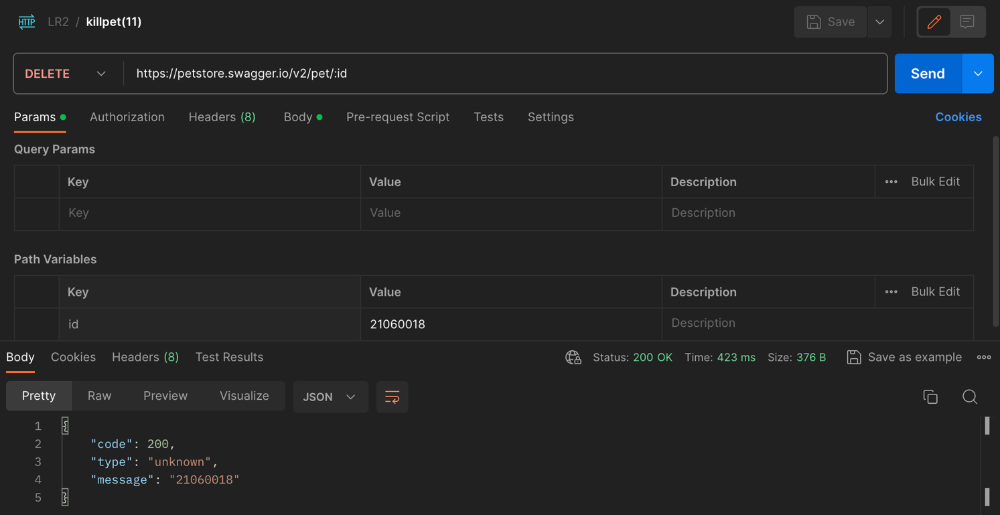 HTTP LR2 / killpet(11) Save
DELETE https://petstore.swagger.io/v2/pet/:id Send
Params Authorization Headers (8) Body Pre-request Script Tests Settings Cookies
Query Params
Key Value Description Bulk Edit
Key Value Description
Path Variables
Key Value Description Bulk Edit
id 21060018 Description
Body Cookies Headers (8) Test Results Status: 200 OK Time: 423 ms Size: 376 B Save as example
Pretty Raw Preview Visualize JSON
1 {
2 "code": 200,
3 "type": "unknown",
4 "message": "21060018"
5 }